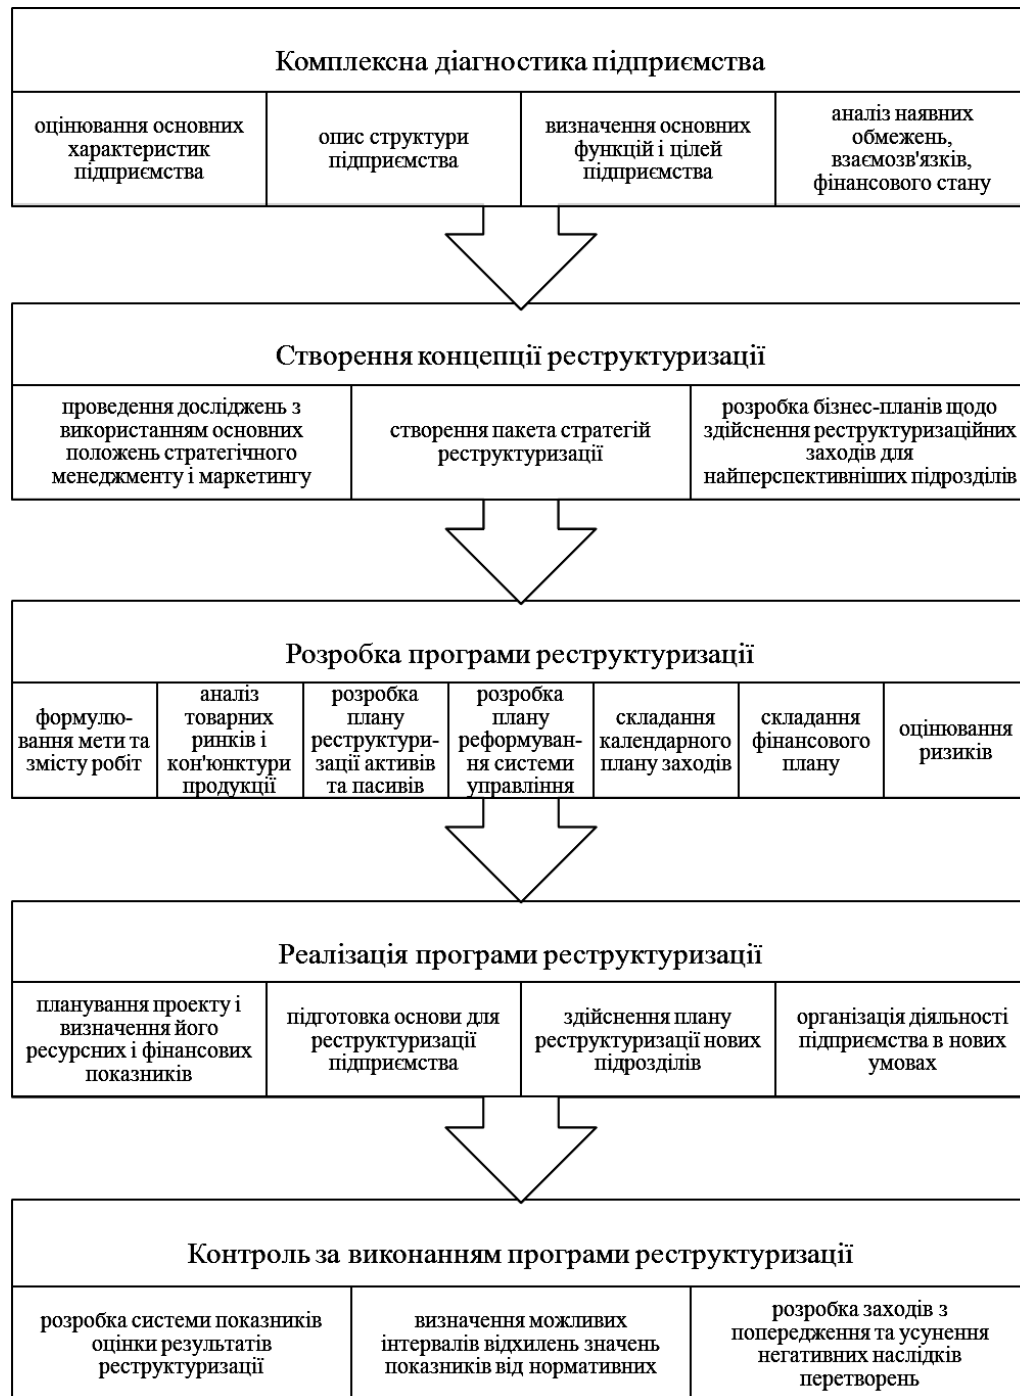 Комплексна діагностика підприємства
оцінювання основних
характеристик
підприємства
опис структури
підприємства
визначення основних
функцій і цілей
підприємства
аналіз наявних
обмежень,
взаємозв'язків,
фінансового стану
Створення концепції реструктуризації
проведення досліджень з
використанням основних
положень стратегічного
менеджменту і маркетингу
створення пакета стратегій
реструктуризації
розробка бізнес-планів щодо
здійснення реструктуризаційних
заходів для
найперспективніших підрозділів
Розробка програми реструктуризації
формулю-
вання мети та
змісту робіт
аналіз
товарних
ринків і
кон'юнктури
продукції
розробка
плану
реструктури-
зації активів
та пасивів
розробка
плану
реформуван-
ня системи
управління
складання
календарного
плану заходів
складання
фінансового
плану
оцінювання
ризиків
Реалізація програми реструктуризації
планування проекту і
визначення його
ресурсних і фінансових
показників
підготовка основи для
реструктуризації
підприємства
здійснення плану
реструктуризації нових
підрозділів
організація діяльності
підприємства в нових
умовах
Контроль за виконанням програми реструктуризації
розробка системи показників
оцінки результатів
реструктуризації
визначення можливих
інтервалів відхилень значень
показників від нормативних
розробка заходів з
попередження та усунення
негативних наслідків
перетворень